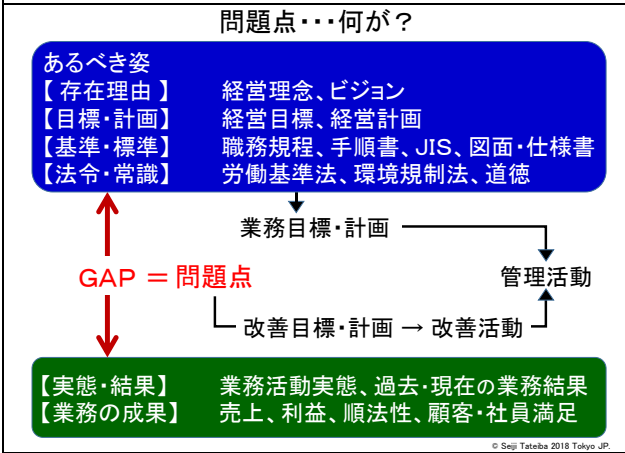 問題点・・・何が？
あるべき姿
【 存在理由 】 経営理念、ビジョン
【目標・計画】 経営目標、経営計画
【基準・標準】 職務規程、手順書、JIS、図面・仕様書
【法令・常識】 労働基準法、環境規制法、道徳
業務目標・計画
GAP ＝問題点
管理活動
改善目標・計画 → 改善活動
【実態・結果】 業務活動実態、過去・現在の業務結果
【業務の成果】 売上、利益、順法性、顧客・社員満足
© Seiji Tateiba 2018 Tokyo JP.